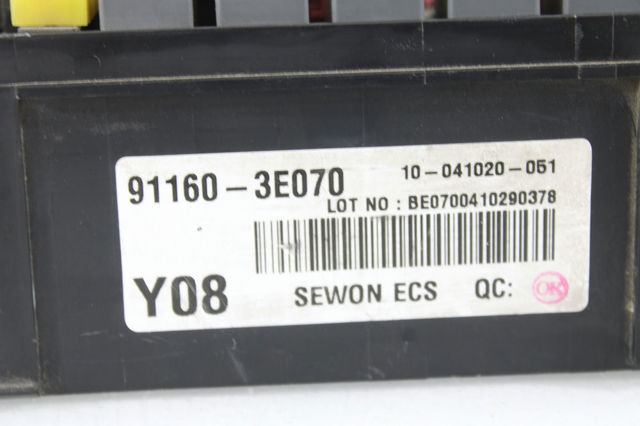 91160-3E070 10-041020-051
LOT NO : BE0700410290378
Y08 SEWON ECS QC: OK